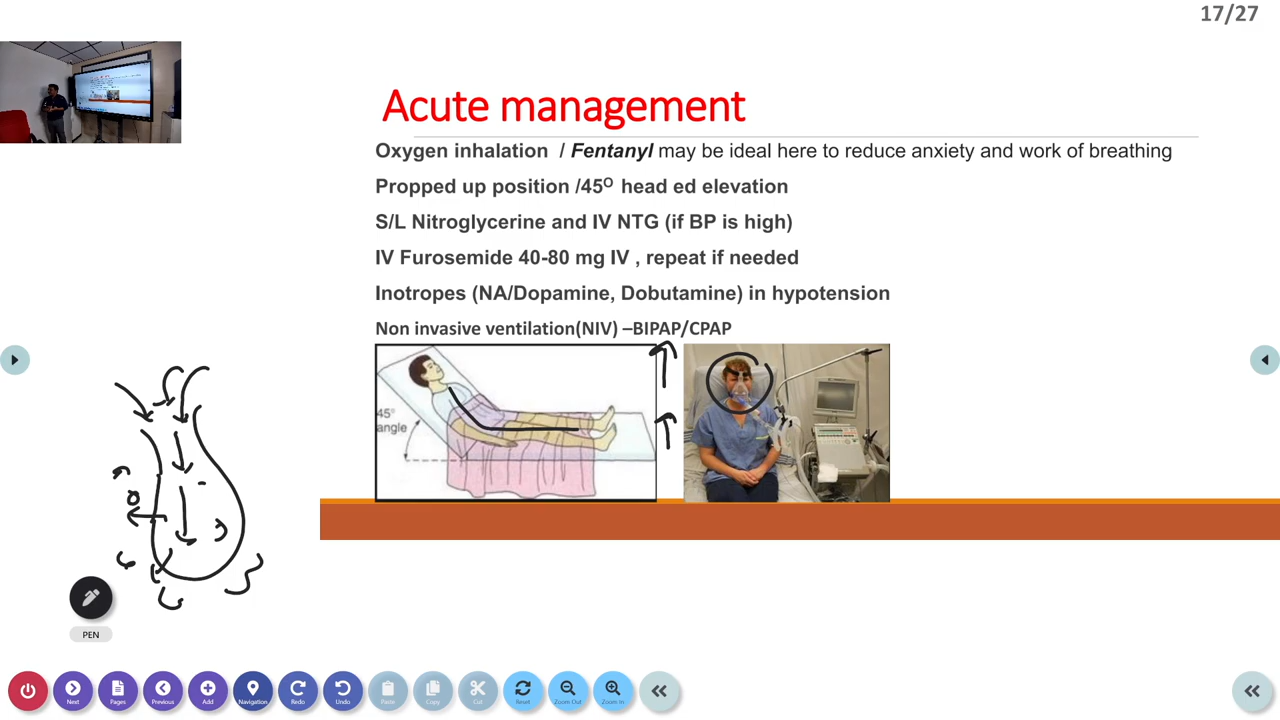 17/27
Acute management
Oxygen inhalation / Fentanyl may be ideal here to reduce anxiety and work of breathing
Propped up position /45O head ed elevation
S/L Nitroglycerine and IV NTG (if BP is high)
IV Furosemide 40-80 mg IV , repeat if needed
Inotropes (NA/Dopamine, Dobutamine) in hypotension
Non invasive ventilation(NIV) –BIPAP/CPAP
45°
angle
PEN
Next
Pages
Previous
Add
Navigation
Redo
Undo
Paste
Copy
Cut
Reset
Zoom Out
Zoom In